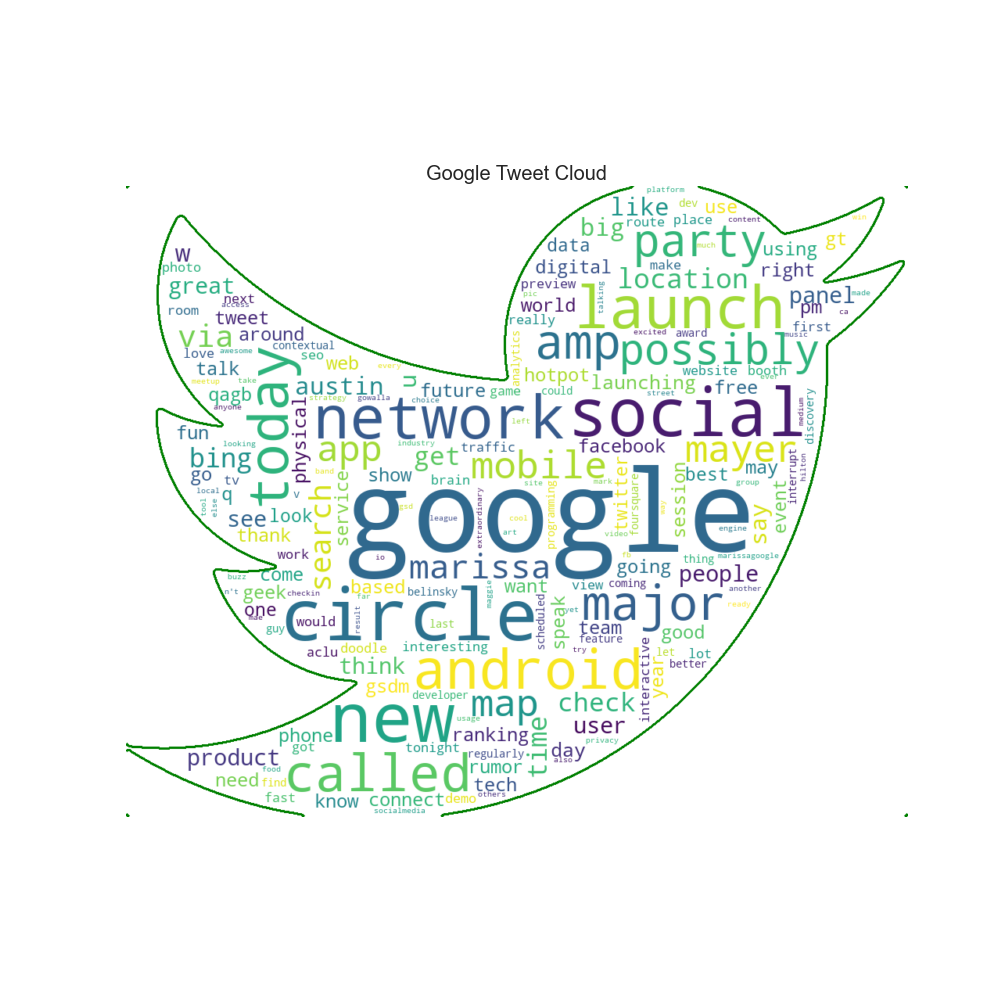 Google Tweet Cloud
platform
like dev use
route place content win
big much
party
w data using gt
photo digital make right
great location
preview panel
next pic talking made
access world launch pm
room tweet really excited award ca
first music
via around amp possibly
love contextual
awesome seo web analytics
talk hotpot website booth
meetup take every launching ever
today austin u future game could free
qagb strategy gowalla choice street
anyone network social medium
fun left discovery
looking physical app industry traffic facebook mayer
bing get mobile
go tv band show brain site mark best may interrupt hilton
q v group
local search service google twitter foursquare session event
tool else gsd league extraordinary cool programming key say
see look art video engine
thank
work io marissa fb thing marissagoogle
buzz come going people
n't geek checkin based belinsky want view coming another
one mae far maggie yet major ready
guy would result circle last scheduled speak team good
feature
aclu doodle interesting try interactive let lot
think android year better
gsdm developer
new map check
usage user
phone ranking time privacy
got tonight day
product regularly also
need food called rumor
find tech
fast know connect demo others
socialmedia